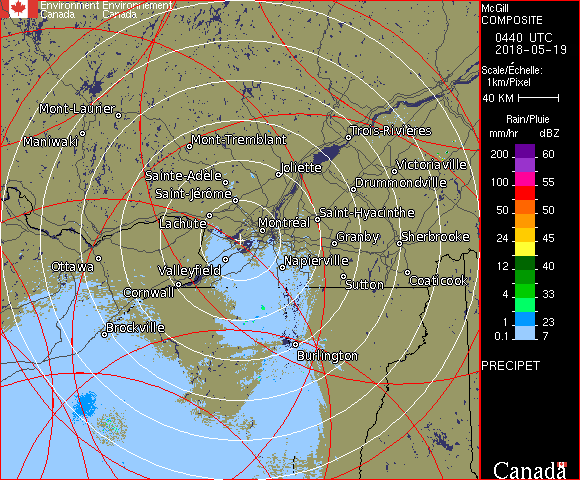 Environment Environnement
Canada Canada
McGill
COMPOSITE
0440 UTC
2018-05-19
Scale/Échelle:
1km/Pixel
40 KM
Rain/Pluie
mm/hr dBZ
200 60
100 55
50 50
24 45
12 40
4 33
1 23
0.1 7
PRECIPET
Canada
Mont-Laurier
Maniwaki
Mont-Tremblant
Trois-Rivières
Sainte-Adèle
Joliette
Victoriaville
Saint-Jérôme
Drummondville
Lachute
Montréal
Saint-Hyacinthe
Granby
Sherbrooke
Ottawa
Valleyfield
Napierville
Cornwall
Sutton
Coaticook
Brockville
Burlington